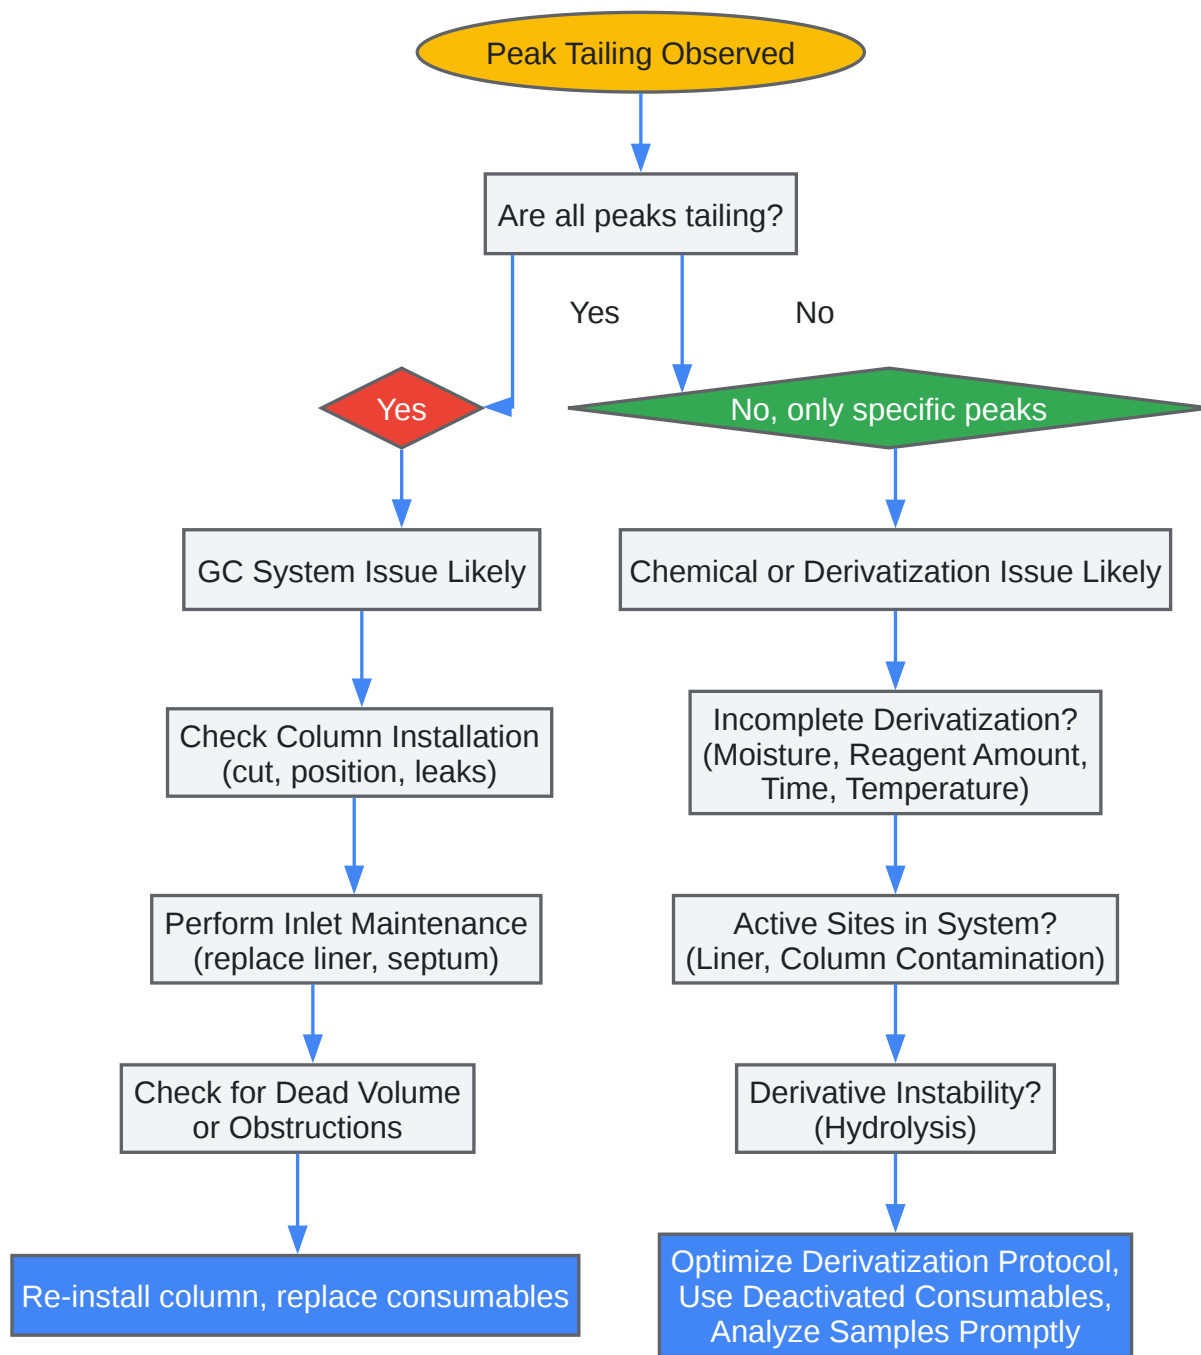 Peak Tailing Observed
Are all peaks tailing?
Yes
No
Yes
No, only specific peaks
GC System Issue Likely
Chemical or Derivatization Issue Likely
Check Column Installation
(cut, position, leaks)
Incomplete Derivatization?
(Moisture, Reagent Amount,
Time, Temperature)
Perform Inlet Maintenance
(replace liner, septum)
Active Sites in System?
(Liner, Column Contamination)
Check for Dead Volume
or Obstructions
Derivative Instability?
(Hydrolysis)
Re-install column, replace consumables
Optimize Derivatization Protocol,
Use Deactivated Consumables,
Analyze Samples Promptly